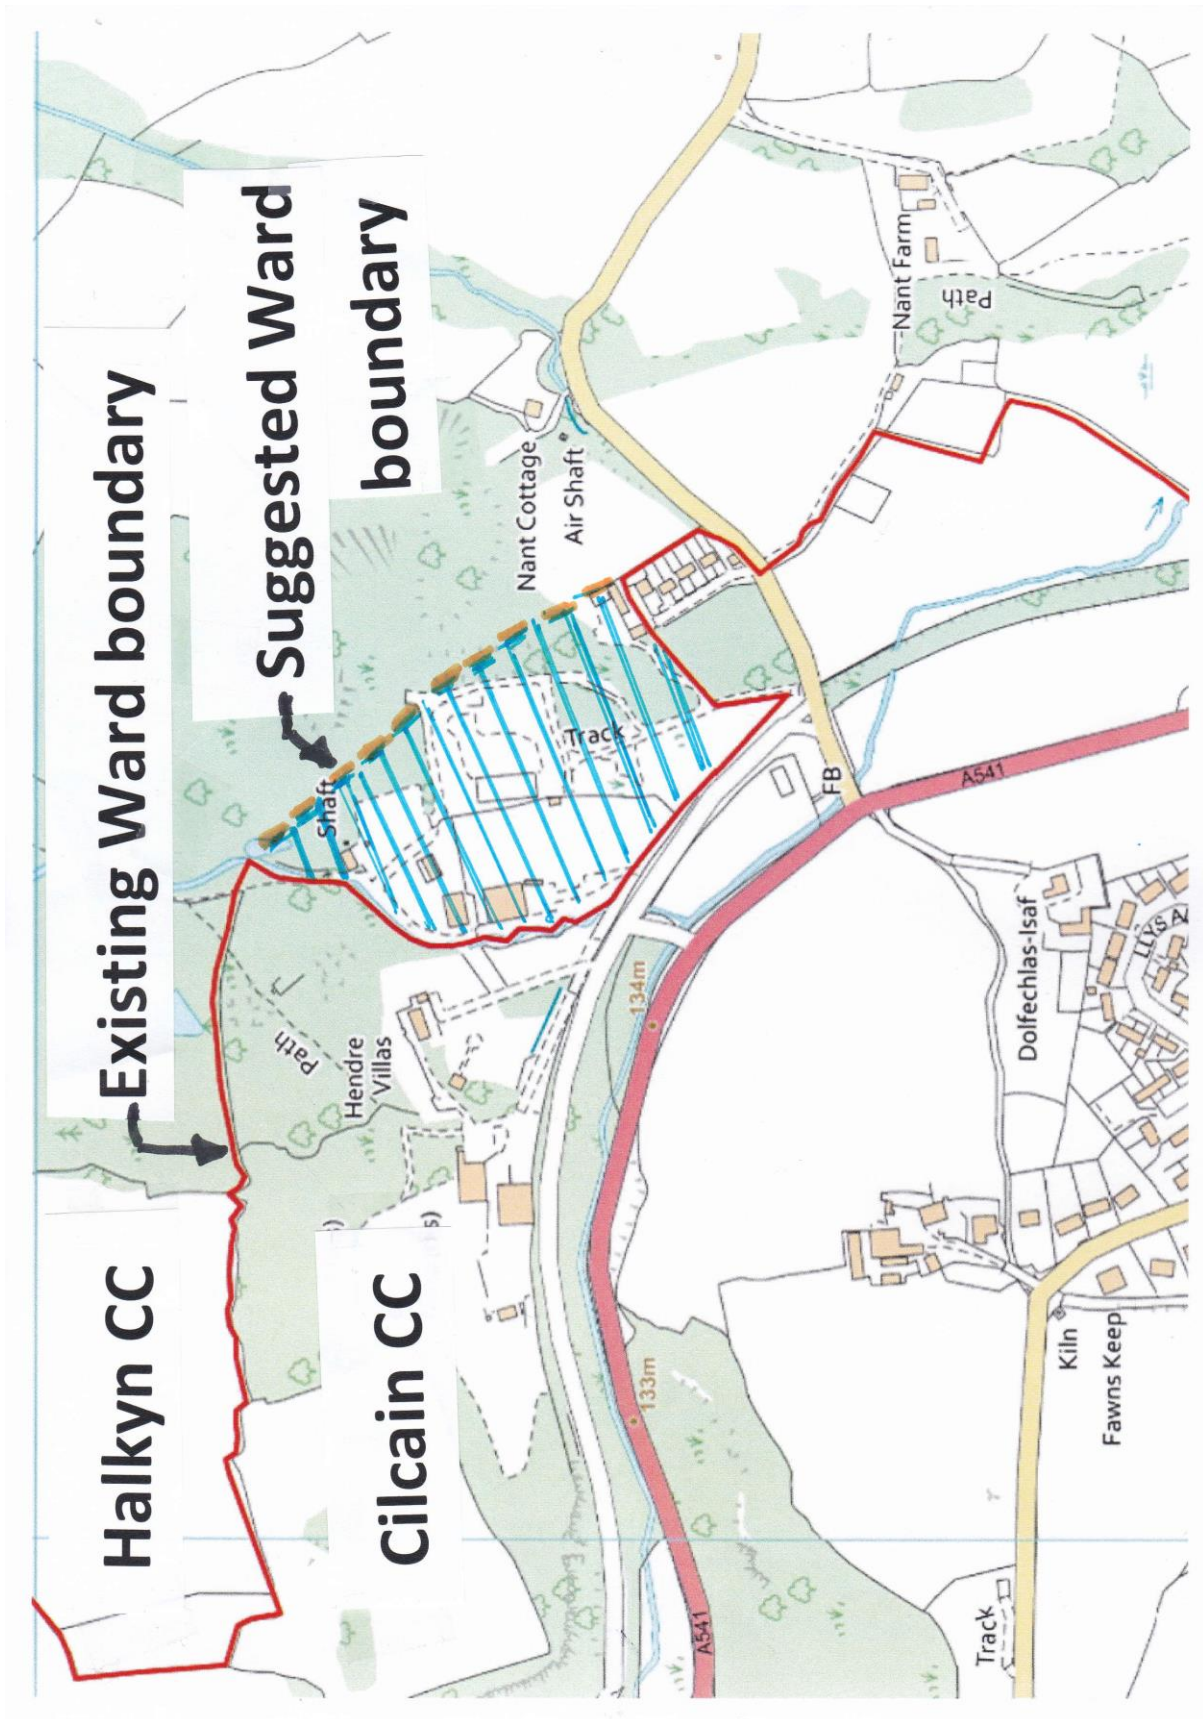 Halkyn CC
Existing Ward boundary
Suggested Ward
boundary
Cilcain CC
Shaft
Path
Hendre
Villas
Track
Nant Cottage
Air Shaft
s)
134m
133m
A541
A541
FB
Nant Farm
Path
Dolfechlas-Isaf
LLYS A
Kiln
Fawns Keep
Track